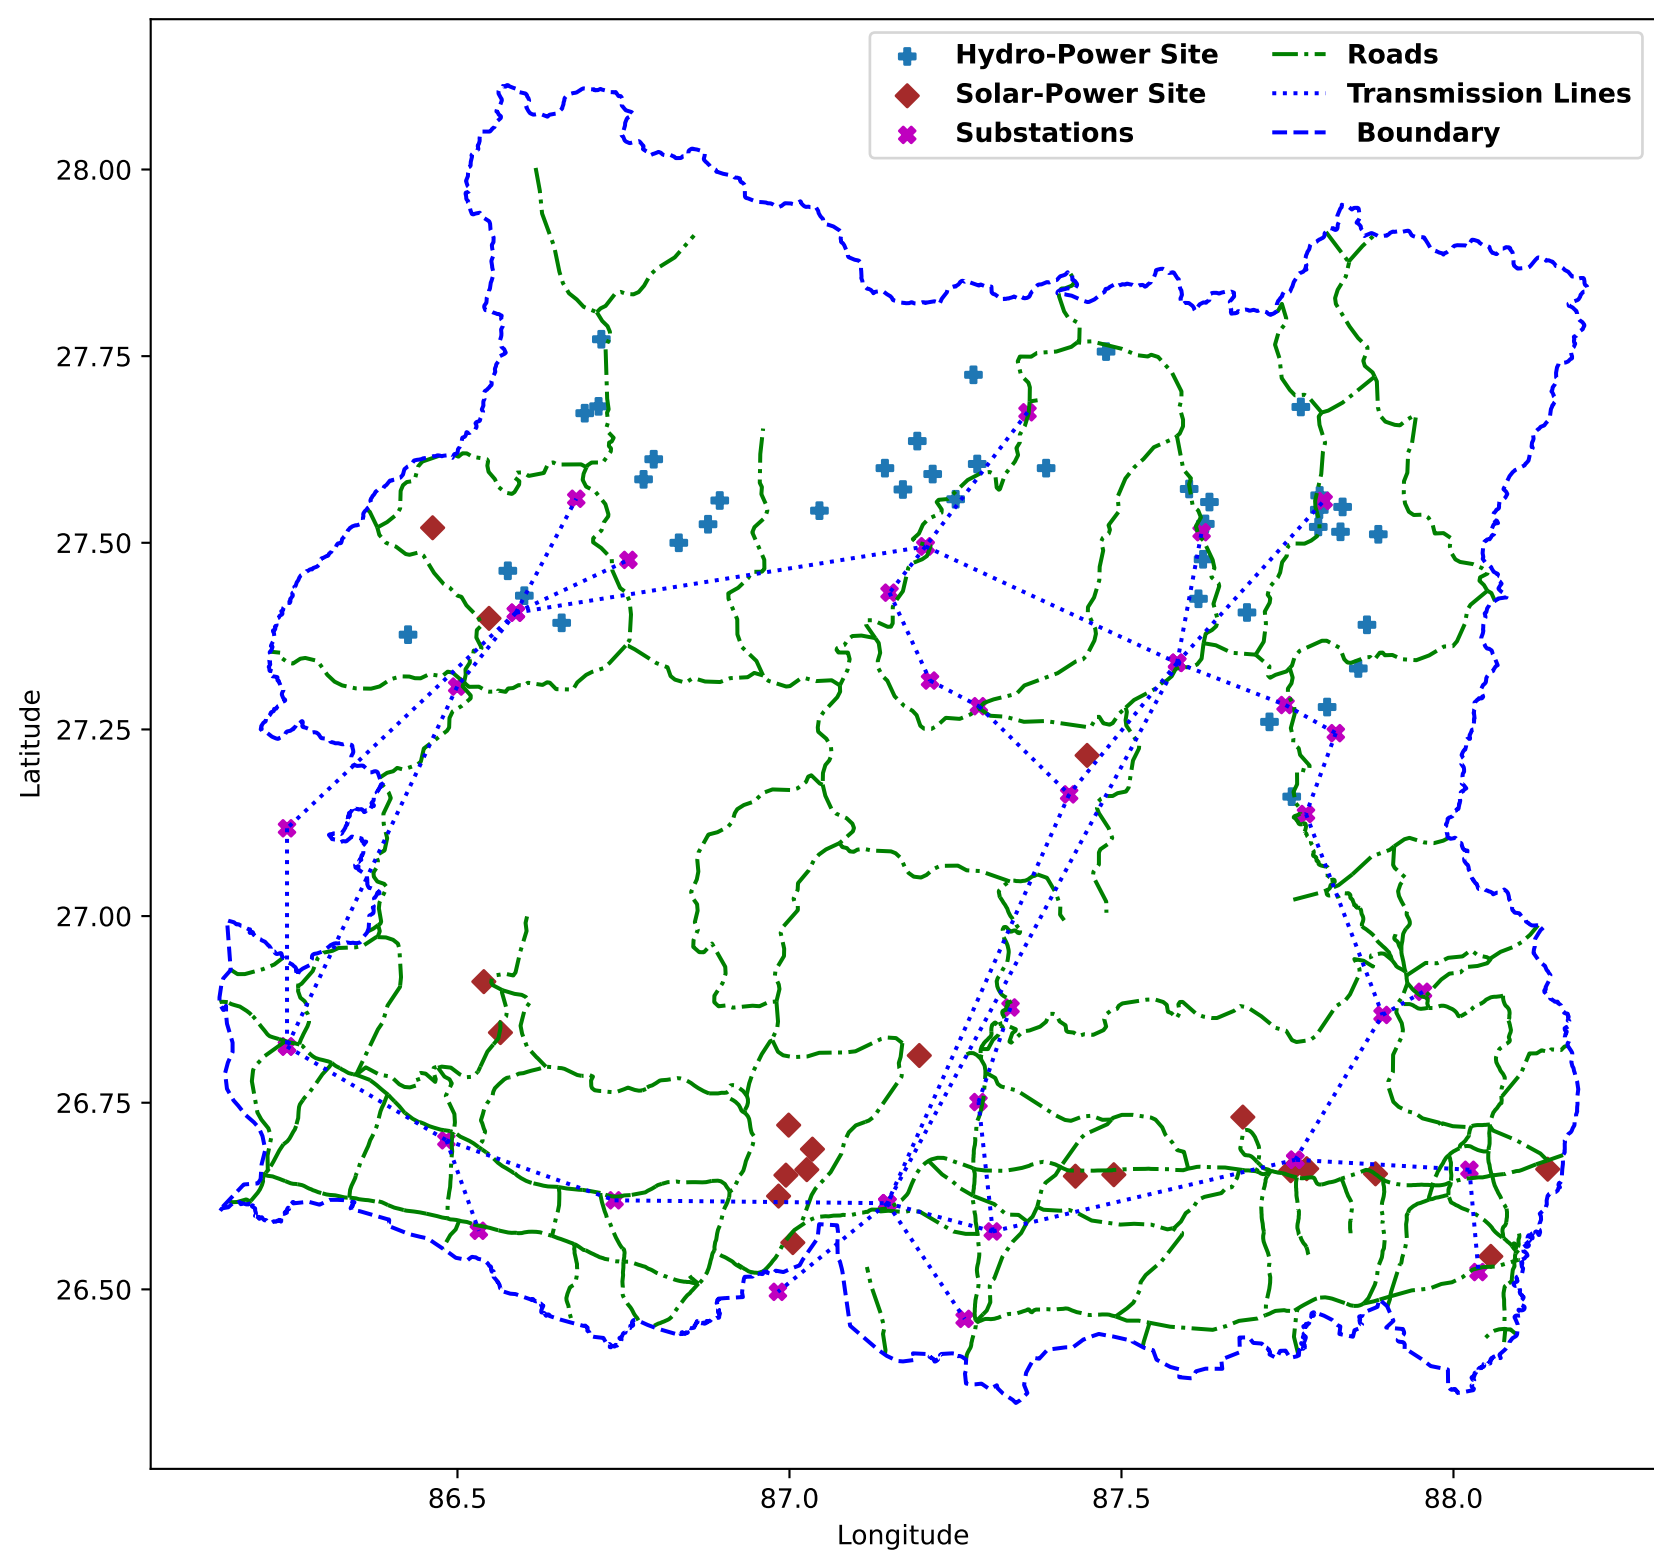 Hydro-Power Site
Roads
Solar-Power Site
Transmission Lines
Substations
Boundary
28.00
27.75
27.50
27.25
27.00
26.75
26.50
Latitude
86.5
87.0
87.5
88.0
Longitude